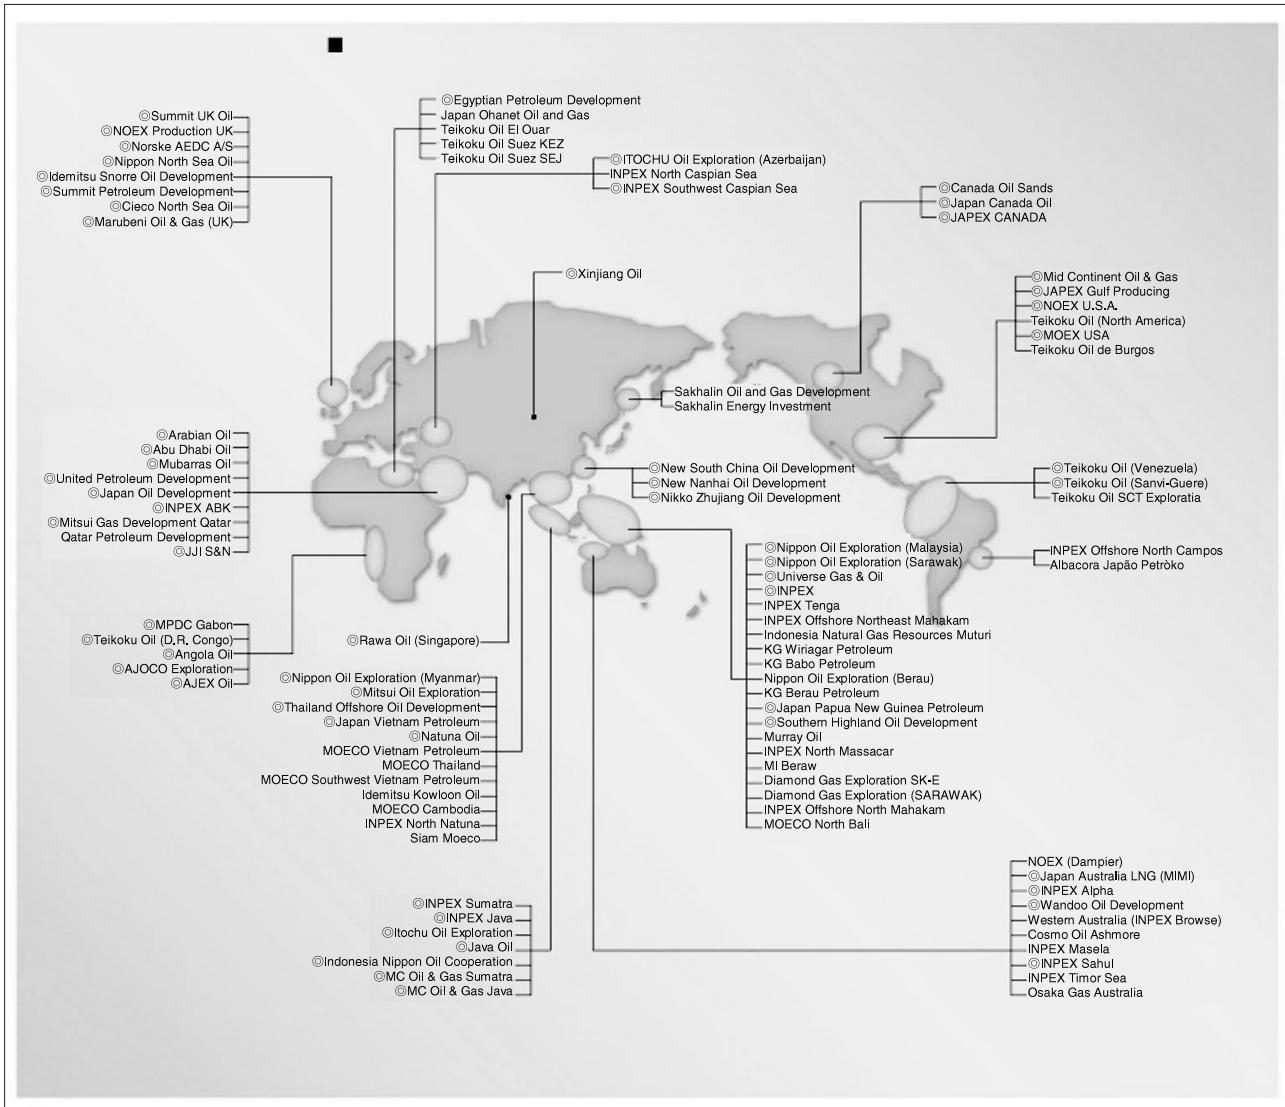 ◎Summit UK Oil
◎NOEX Production UK
◎Norske AEDC A/S
◎Nippon North Sea Oil
◎Idemitsu Snorre Oil Development
◎Summit Petroleum Development
◎Cieco North Sea Oil
◎Marubeni Oil & Gas (UK)
◎Egyptian Petroleum Development
Japan Ohanet Oil and Gas
Teikoku Oil El Ouar
Teikoku Oil Suez KEZ
Teikoku Oil Suez SEJ
◎ITOCHU Oil Exploration (Azerbaijan)
INPEX North Caspian Sea
◎INPEX Southwest Caspian Sea
◎Canada Oil Sands
◎Japan Canada Oil
◎JAPEX CANADA
◎Xinjiang Oil
◎Mid Continent Oil & Gas
◎JAPEX Gulf Producing
◎NOEX U.S.A.
Teikoku Oil (North America)
◎MOEX USA
Teikoku Oil de Burgos
Sakhalin Oil and Gas Development
Sakhalin Energy Investment
◎Arabian Oil
◎Abu Dhabi Oil
◎Mubarras Oil
◎United Petroleum Development
◎Japan Oil Development
◎INPEX ABK
◎Mitsui Gas Development Qatar
Qatar Petroleum Development
◎JJI S&N
◎New South China Oil Development
◎New Nanhai Oil Development
◎Nikko Zhujiang Oil Development
◎Teikoku Oil (Venezuela)
◎Teikoku Oil (Sanvi-Guere)
Teikoku Oil SCT Exploratia
INPEX Offshore North Campos
Albacora Japão Petròko
◎MPDC Gabon
◎Teikoku Oil (D.R. Congo)
◎Angola Oil
◎AJOCO Exploration
◎AJEX Oil
◎Rawa Oil (Singapore)
◎Nippon Oil Exploration (Myanmar)
◎Mitsui Oil Exploration
◎Thailand Offshore Oil Development
◎Japan Vietnam Petroleum
◎Natuna Oil
MOECO Vietnam Petroleum
MOECO Thailand
MOECO Southwest Vietnam Petroleum
Idemitsu Kowloon Oil
MOECO Cambodia
INPEX North Natuna
Siam Moeco
◎Nippon Oil Exploration (Malaysia)
◎Nippon Oil Exploration (Sarawak)
◎Universe Gas & Oil
◎INPEX
INPEX Tenga
INPEX Offshore Northeast Mahakam
Indonesia Natural Gas Resources Muturi
KG Wiriagar Petroleum
KG Babo Petroleum
Nippon Oil Exploration (Berau)
KG Berau Petroleum
◎Japan Papua New Guinea Petroleum
◎Southern Highland Oil Development
Murray Oil
INPEX North Massacar
MI Beraw
Diamond Gas Exploration SK-E
Diamond Gas Exploration (SARAWAK)
INPEX Offshore North Mahakam
MOECO North Bali
◎INPEX Sumatra
◎INPEX Java
◎Itochu Oil Exploration
◎Java Oil
◎Indonesia Nippon Oil Cooperation
◎MC Oil & Gas Sumatra
◎MC Oil & Gas Java
NOEX (Dampier)
◎Japan Australia LNG (MIMI)
◎INPEX Alpha
◎Wandoo Oil Development
Western Australia (INPEX Browse)
Cosmo Oil Ashmore
INPEX Masela
◎INPEX Sahul
INPEX Timor Sea
Osaka Gas Australia